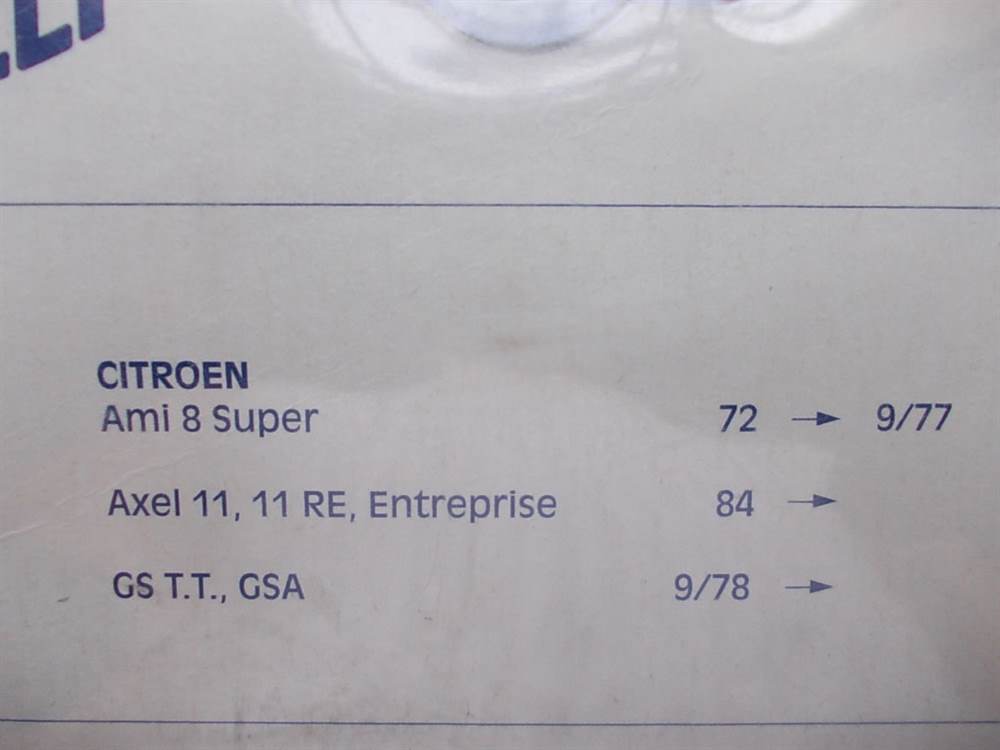 CITROEN
Ami 8 Super 72 → 9/77
Axel 11, 11 RE, Entreprise 84 →
GS T.T., GSA 9/78 →